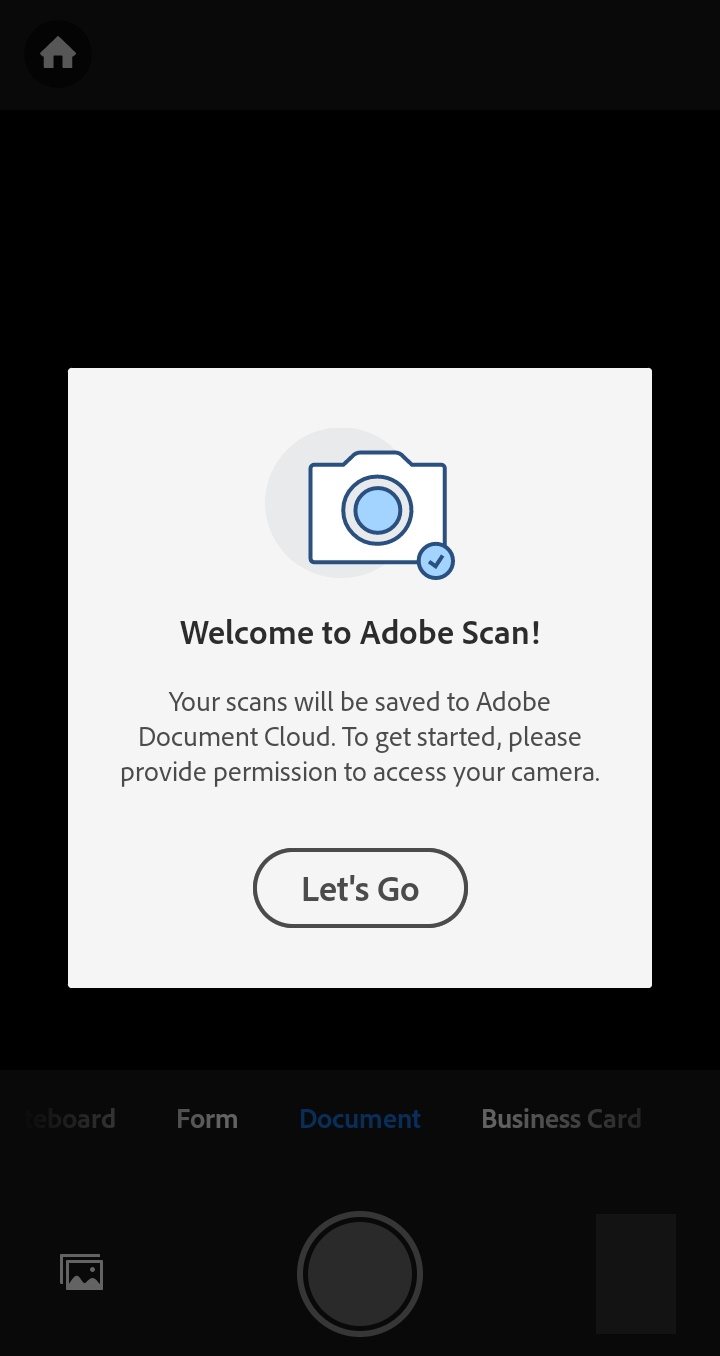 Welcome to Adobe Scan!
Your scans will be saved to Adobe
Document Cloud. To get started, please
provide permission to access your camera.
Let's Go
Form Document Business Card